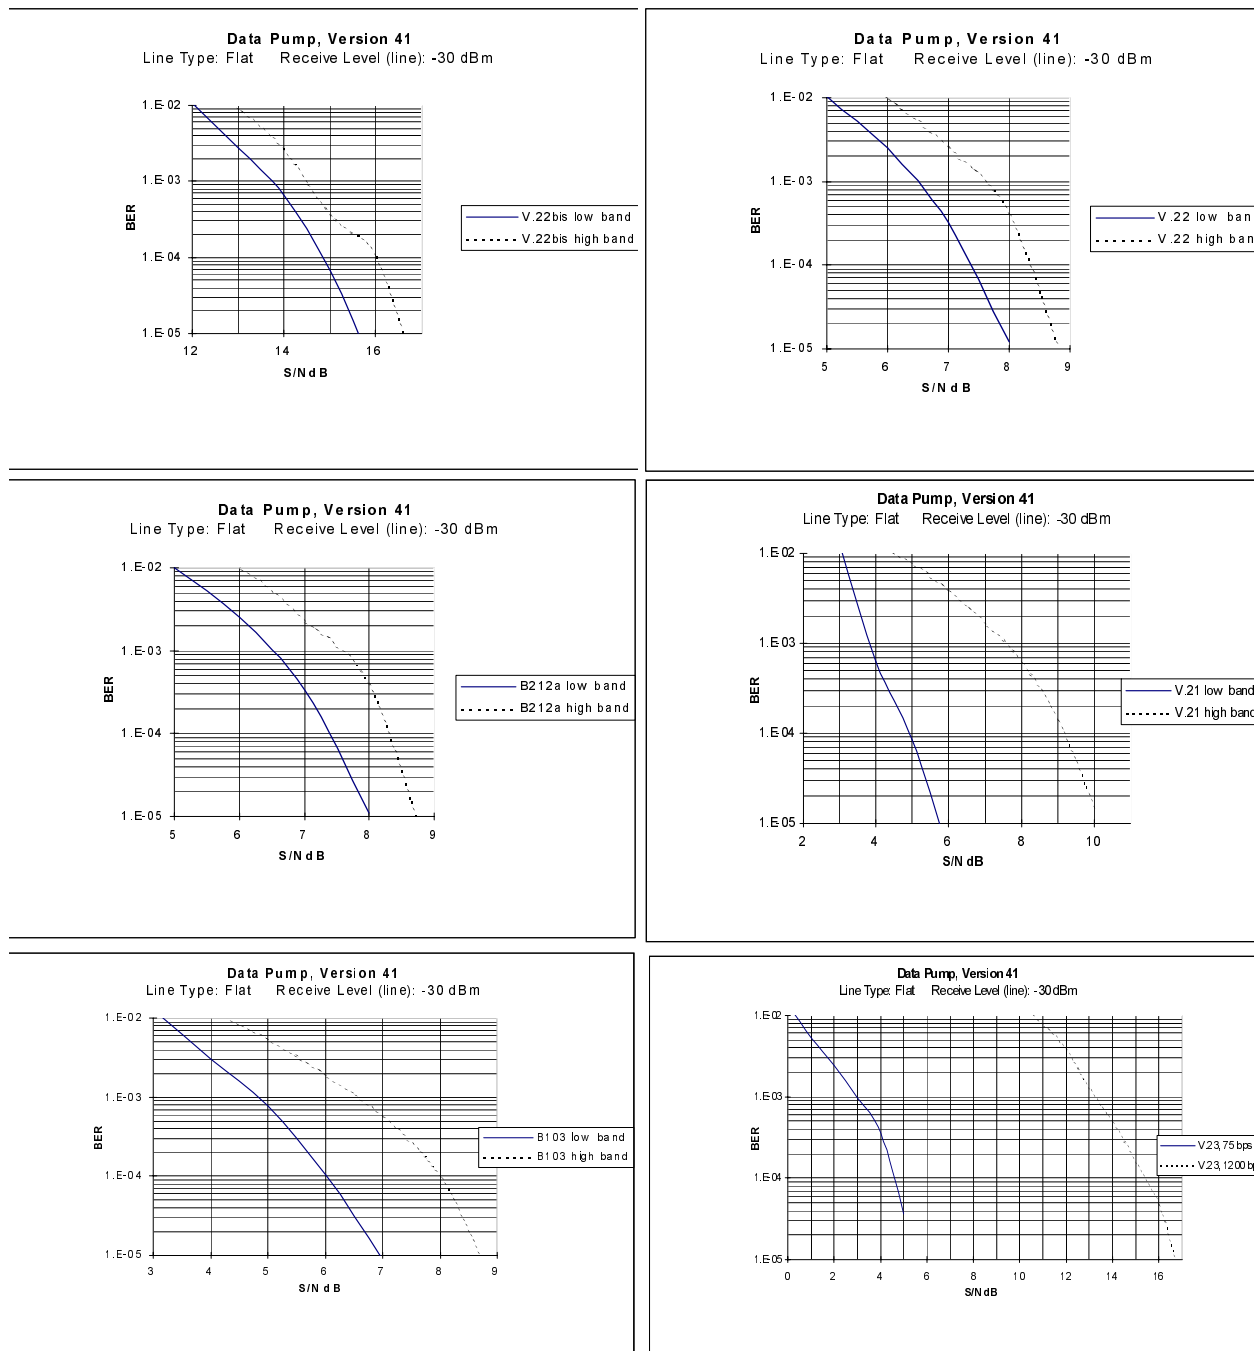 Data Pump, Version 41
Line Type: Flat Receive Level (line): -30 dBm
1.E-02
1.E-03
1.E-04
1.E-05
BER
12
14
16
S/N dB
V.22bis low band
V.22bis high band
Data Pump, Version 41
Line Type: Flat Receive Level (line): -30 dBm
1.E-02
1.E-03
1.E-04
1.E-05
BER
5
6
7
8
9
S/N dB
V.22 low ban
V.22 high band
Data Pump, Version 41
Line Type: Flat Receive Level (line): -30 dBm
1.E-02
1.E-03
1.E-04
1.E-05
BER
5
6
7
8
9
S/N dB
B212a low band
B212a high band
Data Pump, Version 41
Line Type: Flat Receive Level (line): -30 dBm
1.E-02
1.E-03
1.E-04
1.E-05
BER
2
4
6
8
10
S/N dB
V.21 low band
V.21 high band
Data Pump, Version 41
Line Type: Flat Receive Level (line): -30 dBm
1.E-02
1.E-03
1.E-04
1.E-05
BER
3
4
5
6
7
8
9
S/N dB
B103 low band
B103 high band
Data Pump, Version 41
Line Type: Flat Receive Level (line): -30 dBm
1.E-02
1.E-03
1.E-04
1.E-05
BER
0
2
4
6
8
10
12
14
16
S/N dB
V.23, 75 bps
V.23, 1200 bp